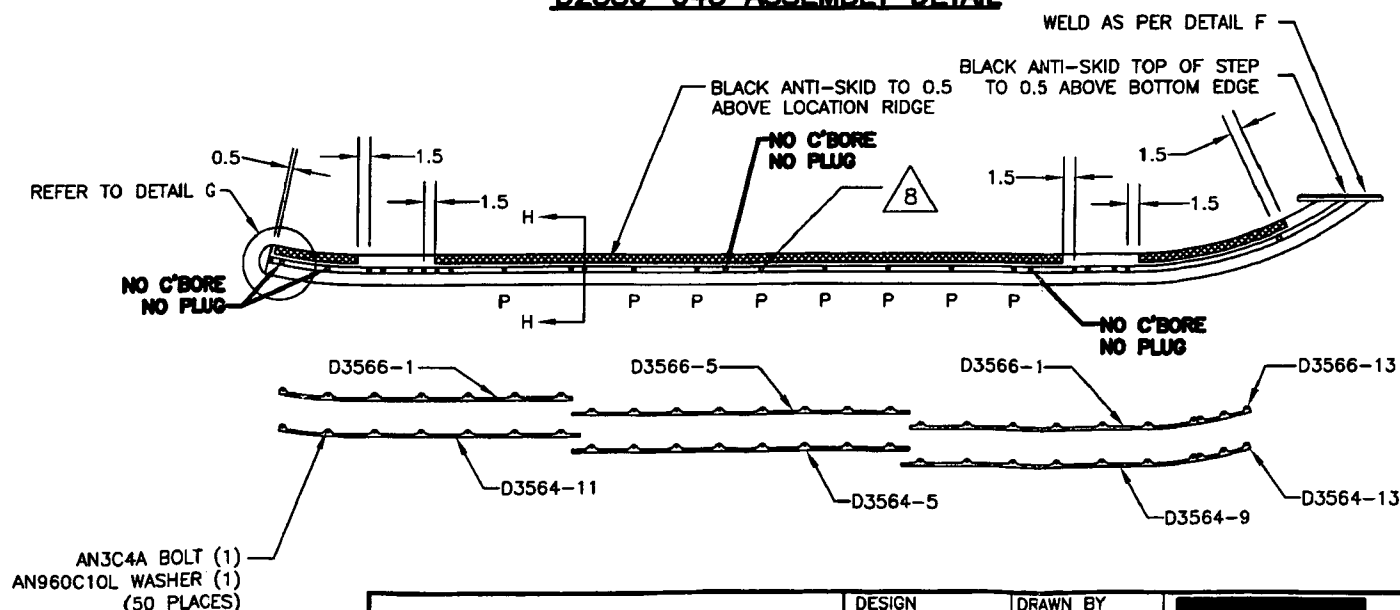 WELD AS PER DETAIL F
BLACK ANTI-SKID TOP OF STEP
TO 0.5 ABOVE BOTTOM EDGE
BLACK ANTI-SKID TO 0.5
ABOVE LOCATION RIDGE
NO C'BORE
NO PLUG
0.5
1.5
1.5
8
1.5
1.5
1.5
REFER TO DETAIL G
H
NO C'BORE
NO PLUG
P
H
P P P P P P P
NO C'BORE
NO PLUG
D3566-1
D3566-5
D3566-1
D3566-13
D3564-11
D3564-5
D3564-9
D3564-13
AN3C4A BOLT (1)
AN960C10L WASHER (1)
(50 PLACES)
DESIGN
DRAWN BY